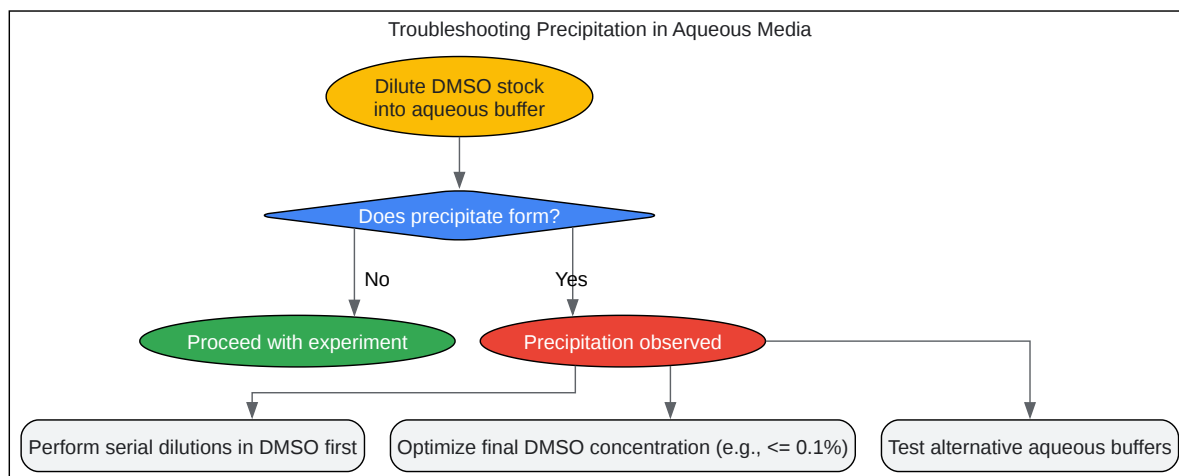 Troubleshooting Precipitation in Aqueous Media
Dilute DMSO stock
into aqueous buffer
Does precipitate form?
No
Yes
Proceed with experiment
Precipitation observed
Perform serial dilutions in DMSO first
Optimize final DMSO concentration (e.g., <= 0.1%)
Test alternative aqueous buffers